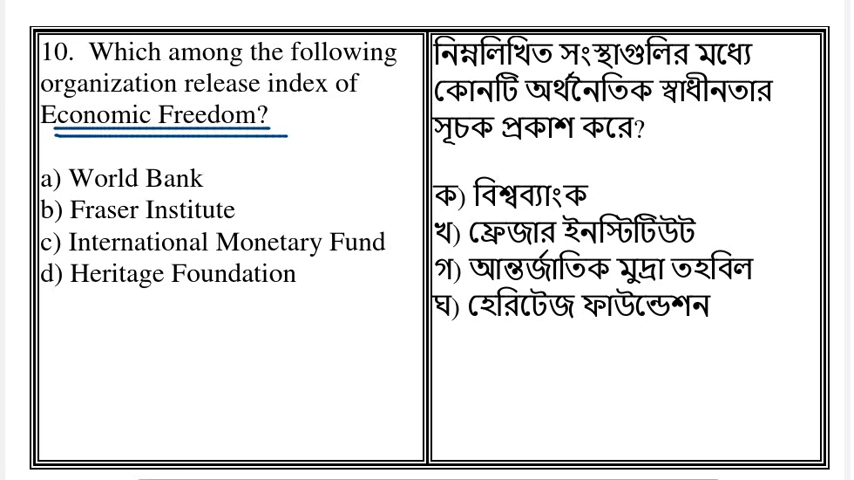 10. Which among the following
organization release index of
Economic Freedom?
a) World Bank
b) Fraser Institute
c) International Monetary Fund
d) Heritage Foundation
নিম্নলিখিত সংস্থাগুলির মধ্যে
কোনটি অর্থনৈতিক স্বাধীনতার
সূচক প্রকাশ করে?
ক) বিশ্বব্যাংক
খ) ফ্রেজার ইনস্টিটিউট
গ) আন্তর্জাতিক মুদ্রা তহবিল
ঘ) হেরিটেজ ফাউন্ডেশন